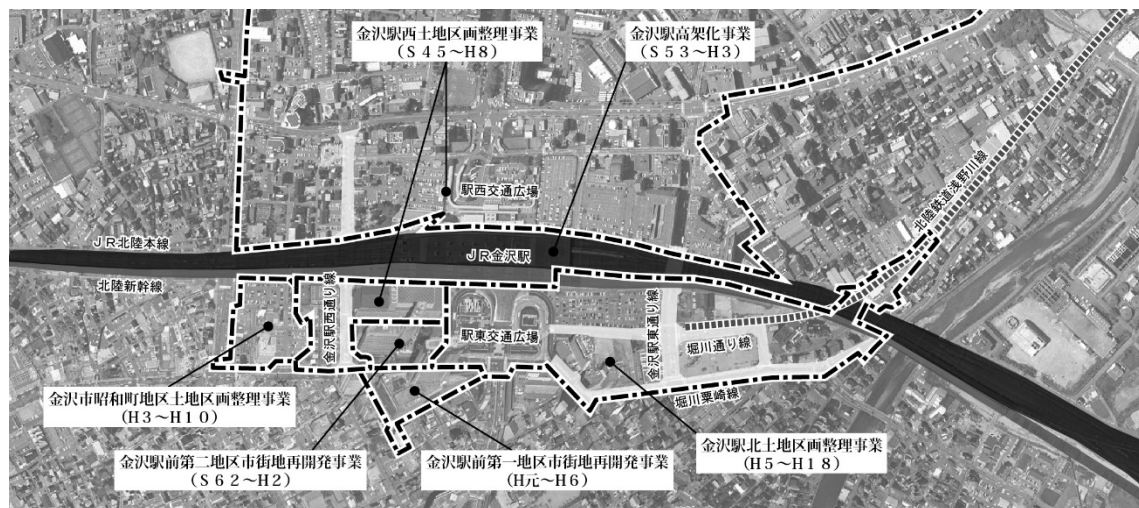 金沢駅西土地区画整理事業
（Ｓ４５～Ｈ８）
金沢駅高架化事業
（Ｓ５３～Ｈ３）
北陸鉄道浅野川線
駅西交通広場
ＪＲ北陸本線
ＪＲ金沢駅
北陸新幹線
金沢駅西通り線
駅東交通広場
金沢駅東通り線
堀川通り線
堀川粟崎線
金沢市昭和町地区土地区画整理事業
（Ｈ３～Ｈ１０）
金沢駅前第二地区市街地再開発事業
（Ｓ６２～Ｈ２）
金沢駅前第一地区市街地再開発事業
（Ｈ元～Ｈ６）
金沢駅北土地区画整理事業
（Ｈ５～Ｈ１８）